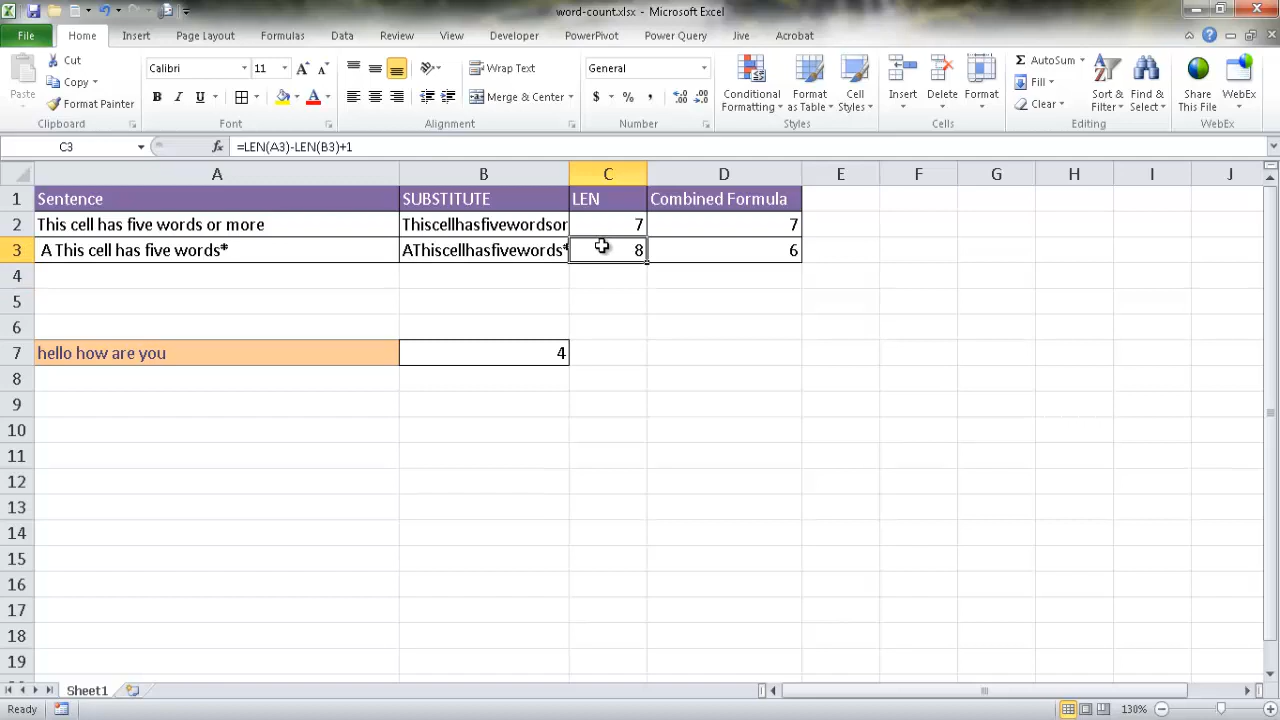 word-count.xlsx - Microsoft Excel
File Home Insert Page Layout Formulas Data Review View Developer PowerPivot Power Query Jive Acrobat
Paste
Cut
Copy
Format Painter
Clipboard
Calibri 11
B I U
Font
Wrap Text
Merge & Center
Alignment
General
$ % ,
Number
Conditional Formatting
Format as Table
Cell Styles
Styles
Insert Delete Format
Cells
Σ AutoSum
Fill
Clear
Sort & Filter
Find & Select
Editing
Share This File
WebEx
WebEx
C3 fx =LEN(A3)-LEN(B3)+1
A B C D E F G H I J
1 Sentence SUBSTITUTE LEN Combined Formula
2 This cell has five words or more Thiscellhasfivewordsor 7 7
3 A This cell has five words* AThiscellhasfivewords* 8 6
4
5
6
7 hello how are you 4
8
9
10
11
12
13
14
15
16
17
18
19
Sheet1
Ready 130%